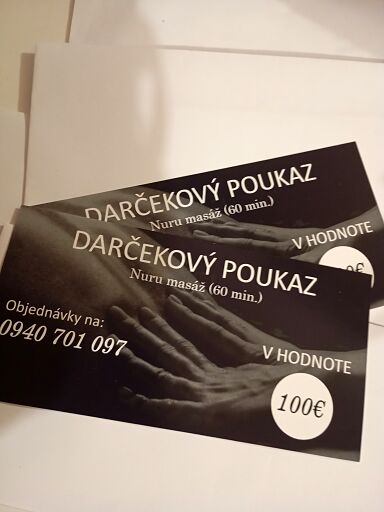 DARČEKOVÝ POUKAZ
Nuru masáž (60 min.)
V HODNOTE
DARČEKOVÝ POUKAZ
Nuru masáž (60 min.)
Objednávky na:
0940 701 097
V HODNOTE
100€